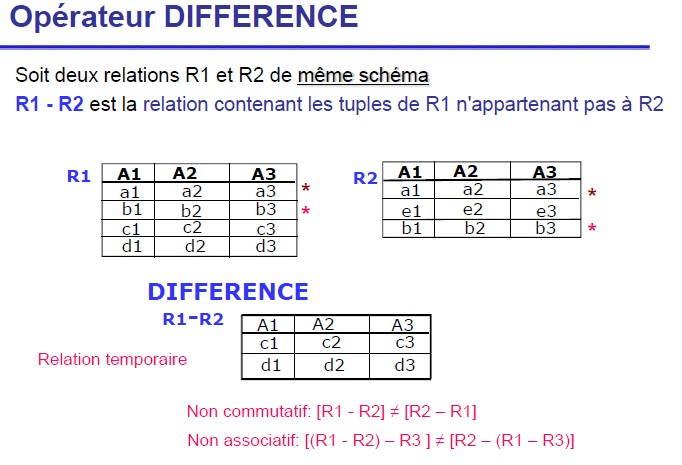 Opérateur DIFFERENCE
Soit deux relations R1 et R2 de même schéma
R1 - R2 est la relation contenant les tuples de R1 n'appartenant pas à R2
R1
A1 A2 A3
a1 a2 a3 *
b1 b2 b3 *
c1 c2 c3
d1 d2 d3
R2
A1 A2 A3
a1 a2 a3 *
e1 e2 e3
b1 b2 b3 *
DIFFERENCE
R1-R2
A1 A2 A3
c1 c2 c3
d1 d2 d3
Relation temporaire
Non commutatif: [R1 - R2] ≠ [R2 – R1]
Non associatif: [(R1 - R2) – R3 ] ≠ [R2 – (R1 – R3)]